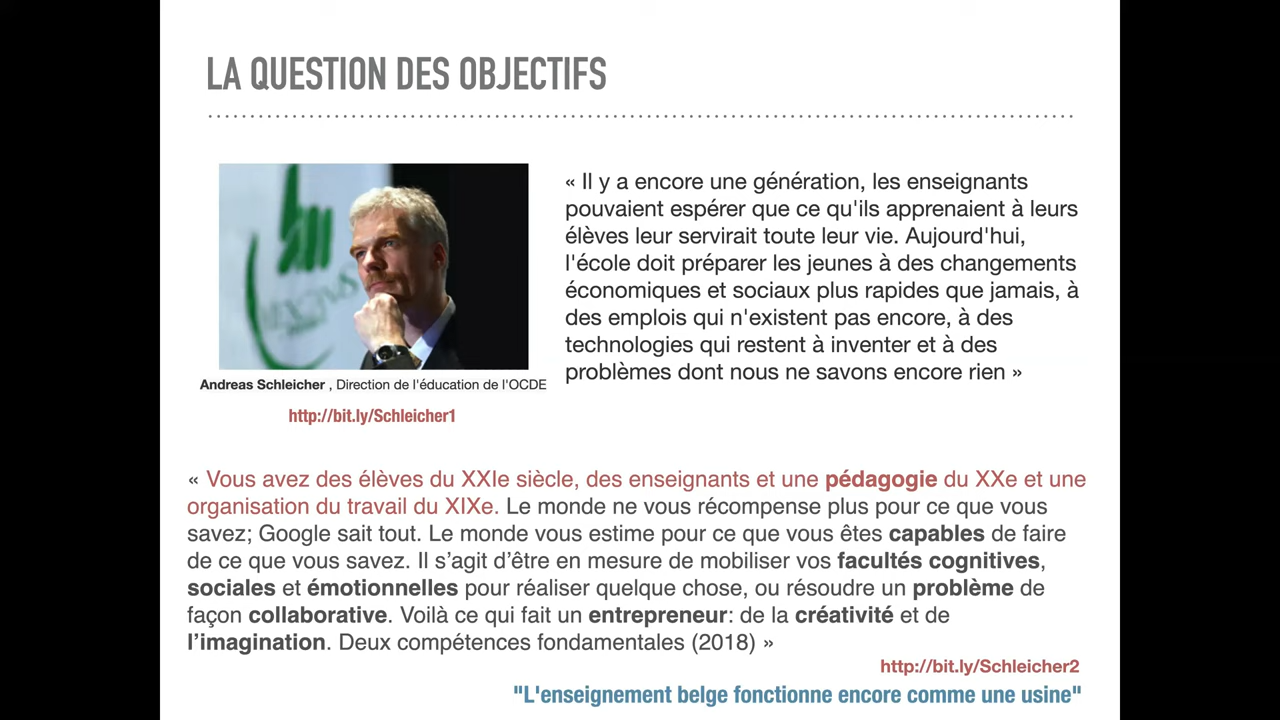 LA QUESTION DES OBJECTIFS
« Il y a encore une génération, les enseignants
pouvaient espérer que ce qu'ils apprenaient à leurs
élèves leur servirait toute leur vie. Aujourd'hui,
l'école doit préparer les jeunes à des changements
économiques et sociaux plus rapides que jamais, à
des emplois qui n'existent pas encore, à des
technologies qui restent à inventer et à des
problèmes dont nous ne savons encore rien »
Andreas Schleicher , Direction de l'éducation de l'OCDE
http://bit.ly/Schleicher1
« Vous avez des élèves du XXIe siècle, des enseignants et une pédagogie du XXe et une
organisation du travail du XIXe. Le monde ne vous récompense plus pour ce que vous
savez; Google sait tout. Le monde vous estime pour ce que vous êtes capables de faire
de ce que vous savez. Il s’agit d’être en mesure de mobiliser vos facultés cognitives,
sociales et émotionnelles pour réaliser quelque chose, ou résoudre un problème de
façon collaborative. Voilà ce qui fait un entrepreneur: de la créativité et de
l’imagination. Deux compétences fondamentales (2018) »
http://bit.ly/Schleicher2
"L'enseignement belge fonctionne encore comme une usine"